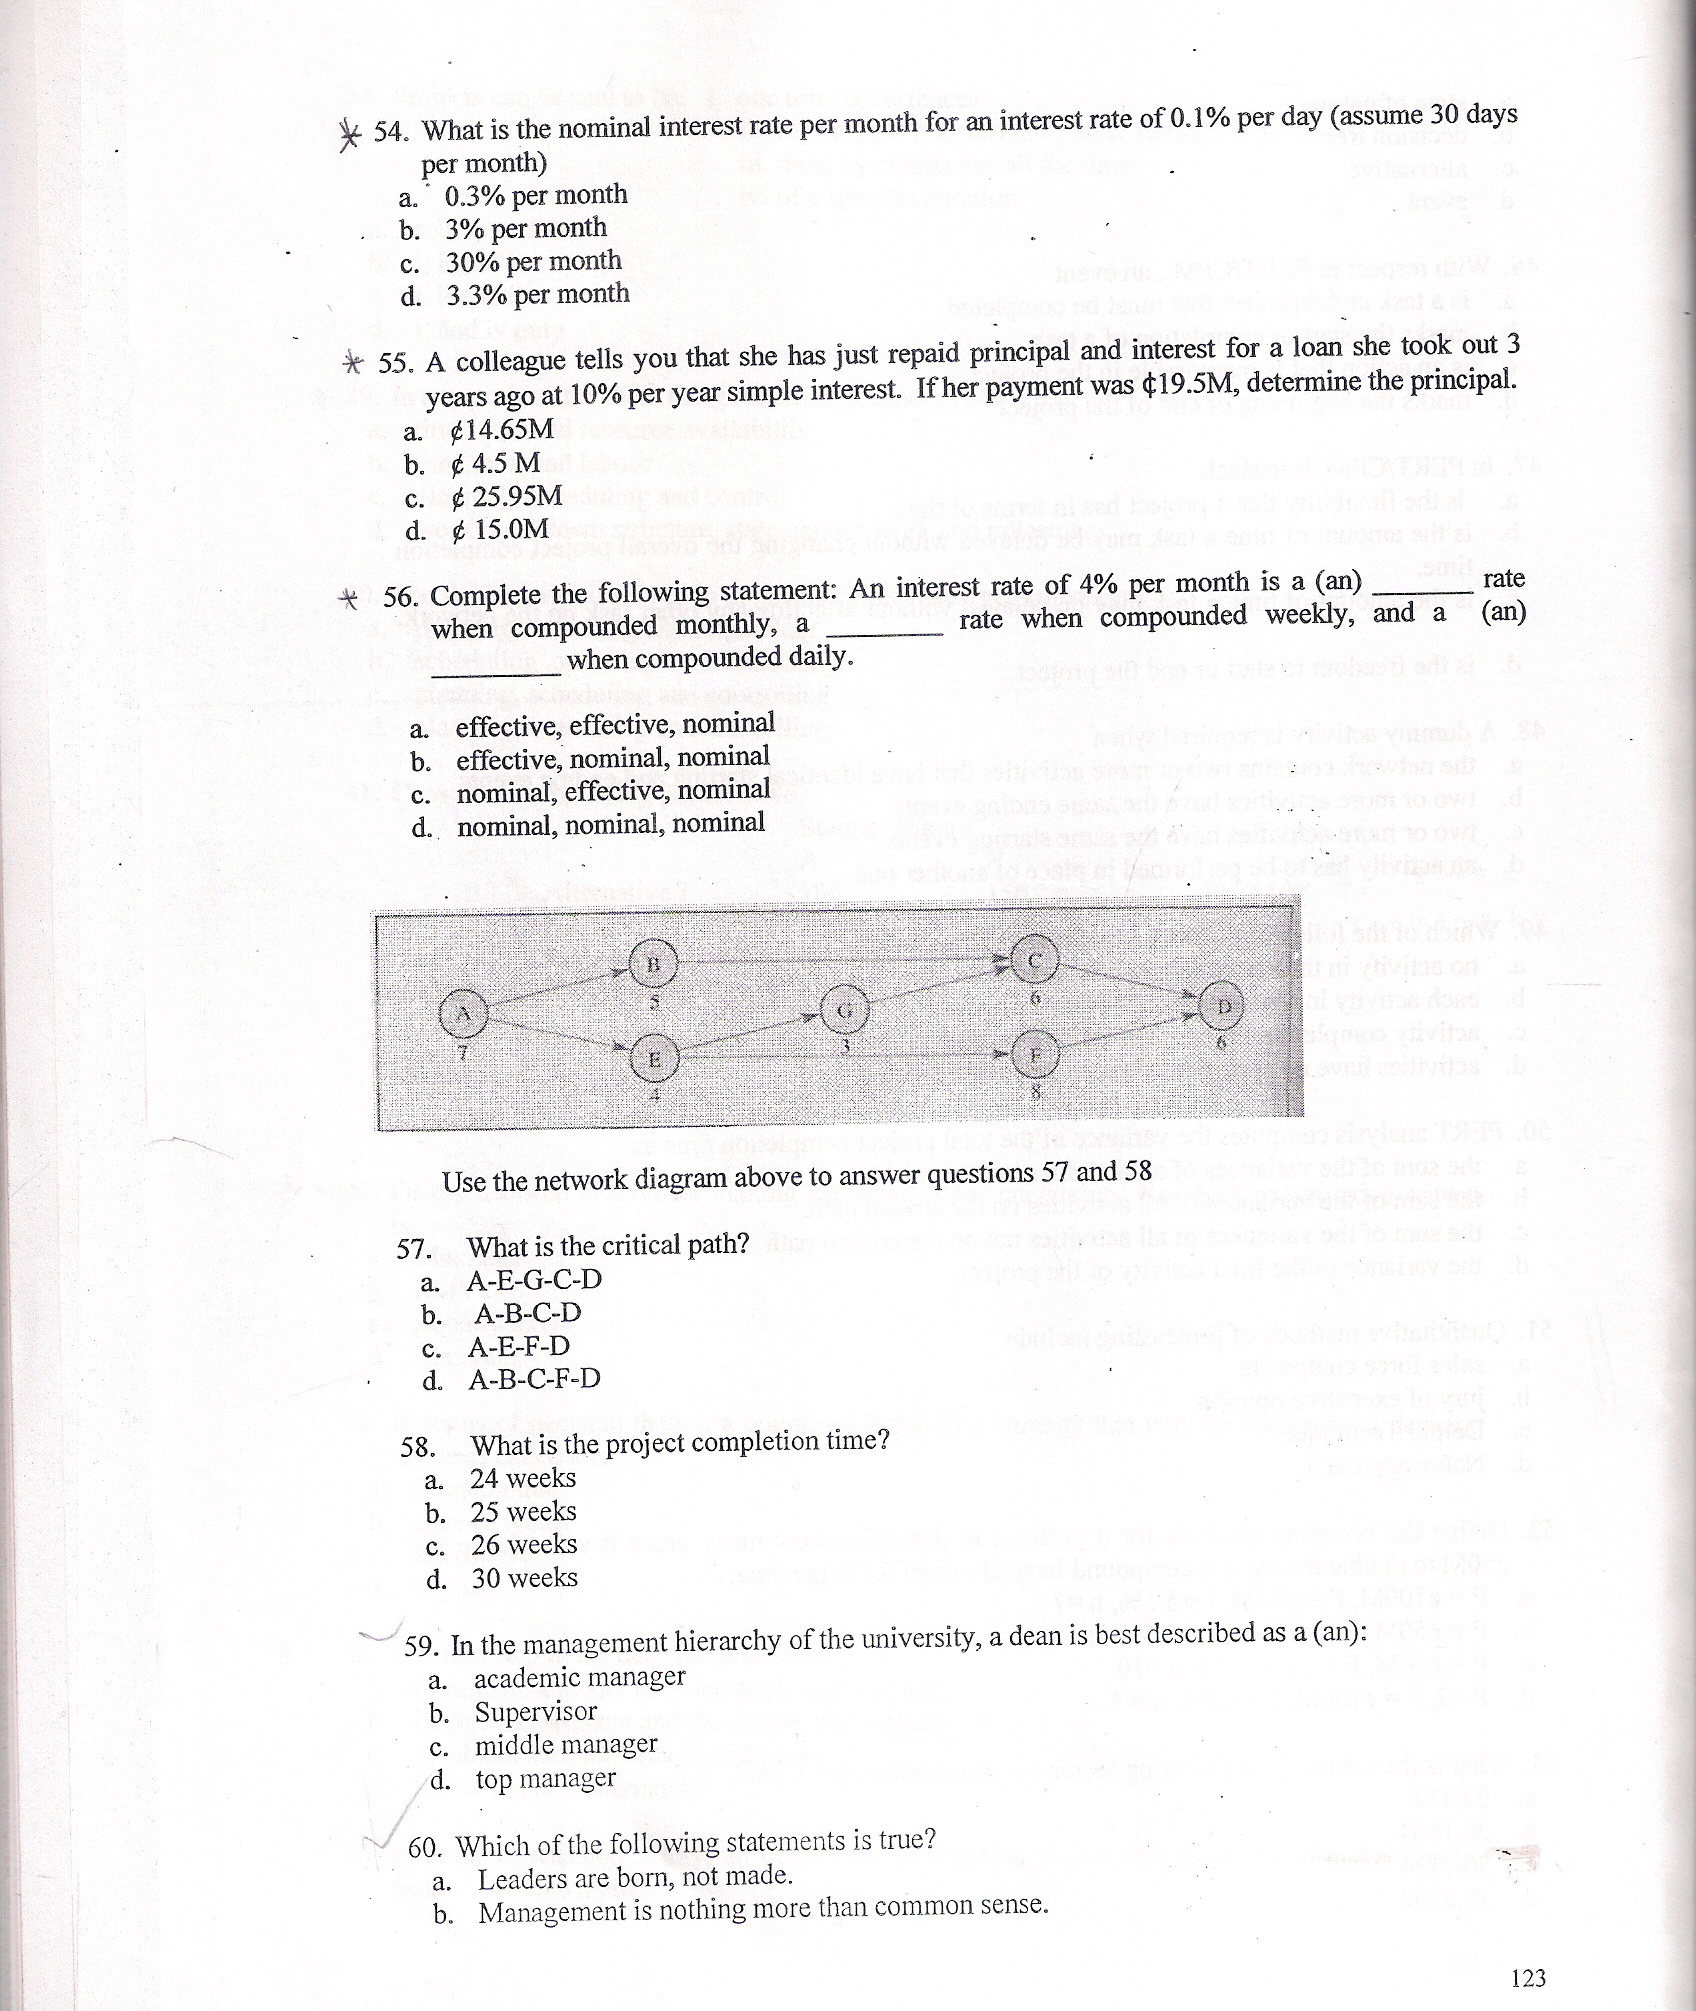 54. What is the nominal interest rate per month for an interest rate of 0.1% per day (assume 30 days
per month)
a. 0.3% per month
b. 3% per month
c. 30% per month
d. 3.3% per month
55. A colleague tells you that she has just repaid principal and interest for a loan she took out 3
years ago at 10% per year simple interest. If her payment was ₵19.5M, determine the principal.
a. ₵14.65M
b. ₵ 4.5 M
c. ₵ 25.95M
d. ₵ 15.0M
56. Complete the following statement: An interest rate of 4% per month is a (an) ________ rate
when compounded monthly, a _________ rate when compounded weekly, and a (an)
__________ when compounded daily.
a. effective, effective, nominal
b. effective, nominal, nominal
c. nominal, effective, nominal
d. nominal, nominal, nominal
B
5
C
6
A
7
G
3
D
6
E
4
F
8
Use the network diagram above to answer questions 57 and 58
57. What is the critical path?
a. A-E-G-C-D
b. A-B-C-D
c. A-E-F-D
d. A-B-C-F-D
58. What is the project completion time?
a. 24 weeks
b. 25 weeks
c. 26 weeks
d. 30 weeks
59. In the management hierarchy of the university, a dean is best described as a (an):
a. academic manager
b. Supervisor
c. middle manager
d. top manager
60. Which of the following statements is true?
a. Leaders are born, not made.
b. Management is nothing more than common sense.
123